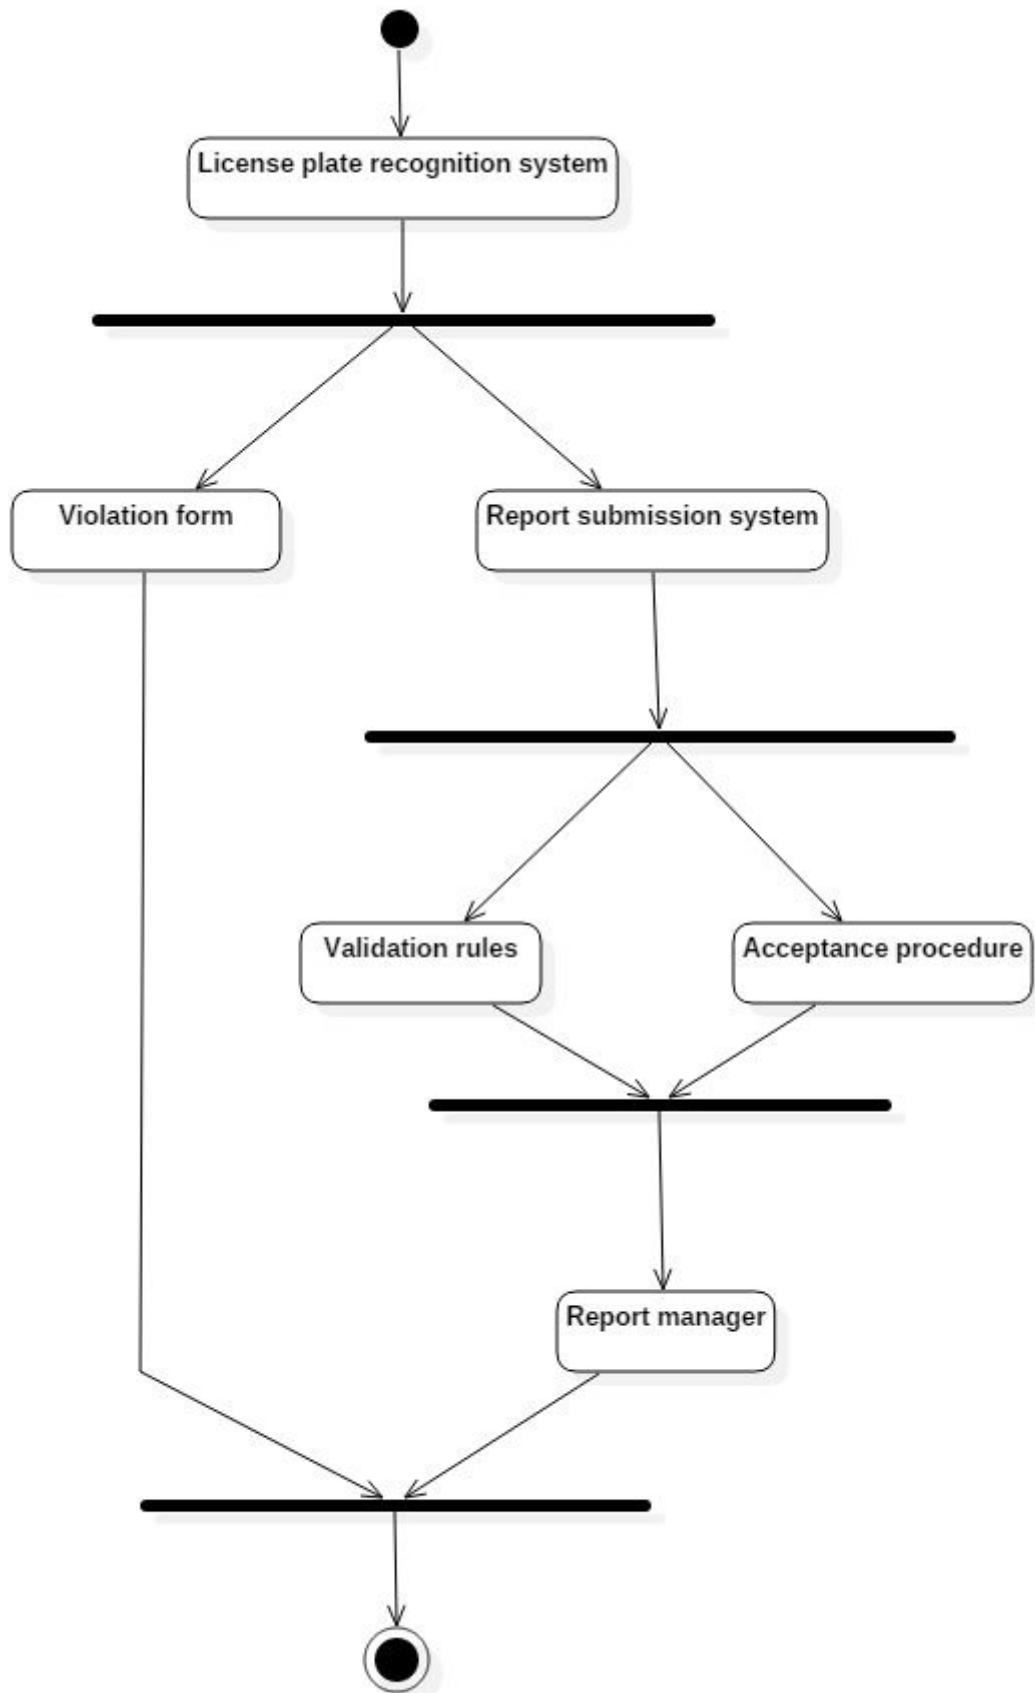 License plate recognition system
Violation form
Report submission system
Validation rules
Acceptance procedure
Report manager